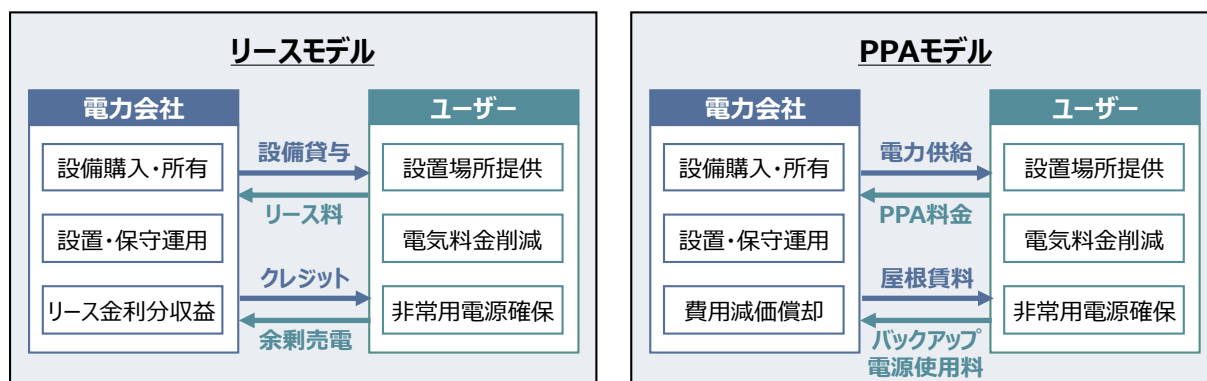 リースモデル
電力会社
ユーザー
設備購入・所有
設備貸与
設置場所提供
リース料
設置・保守運用
電気料金削減
クレジット
リース金利分収益
非常用電源確保
余剰売電
PPAモデル
電力会社
ユーザー
設備購入・所有
電力供給
設置場所提供
PPA料金
設置・保守運用
電気料金削減
屋根賃料
費用減価償却
非常用電源確保
バックアップ
電源使用料